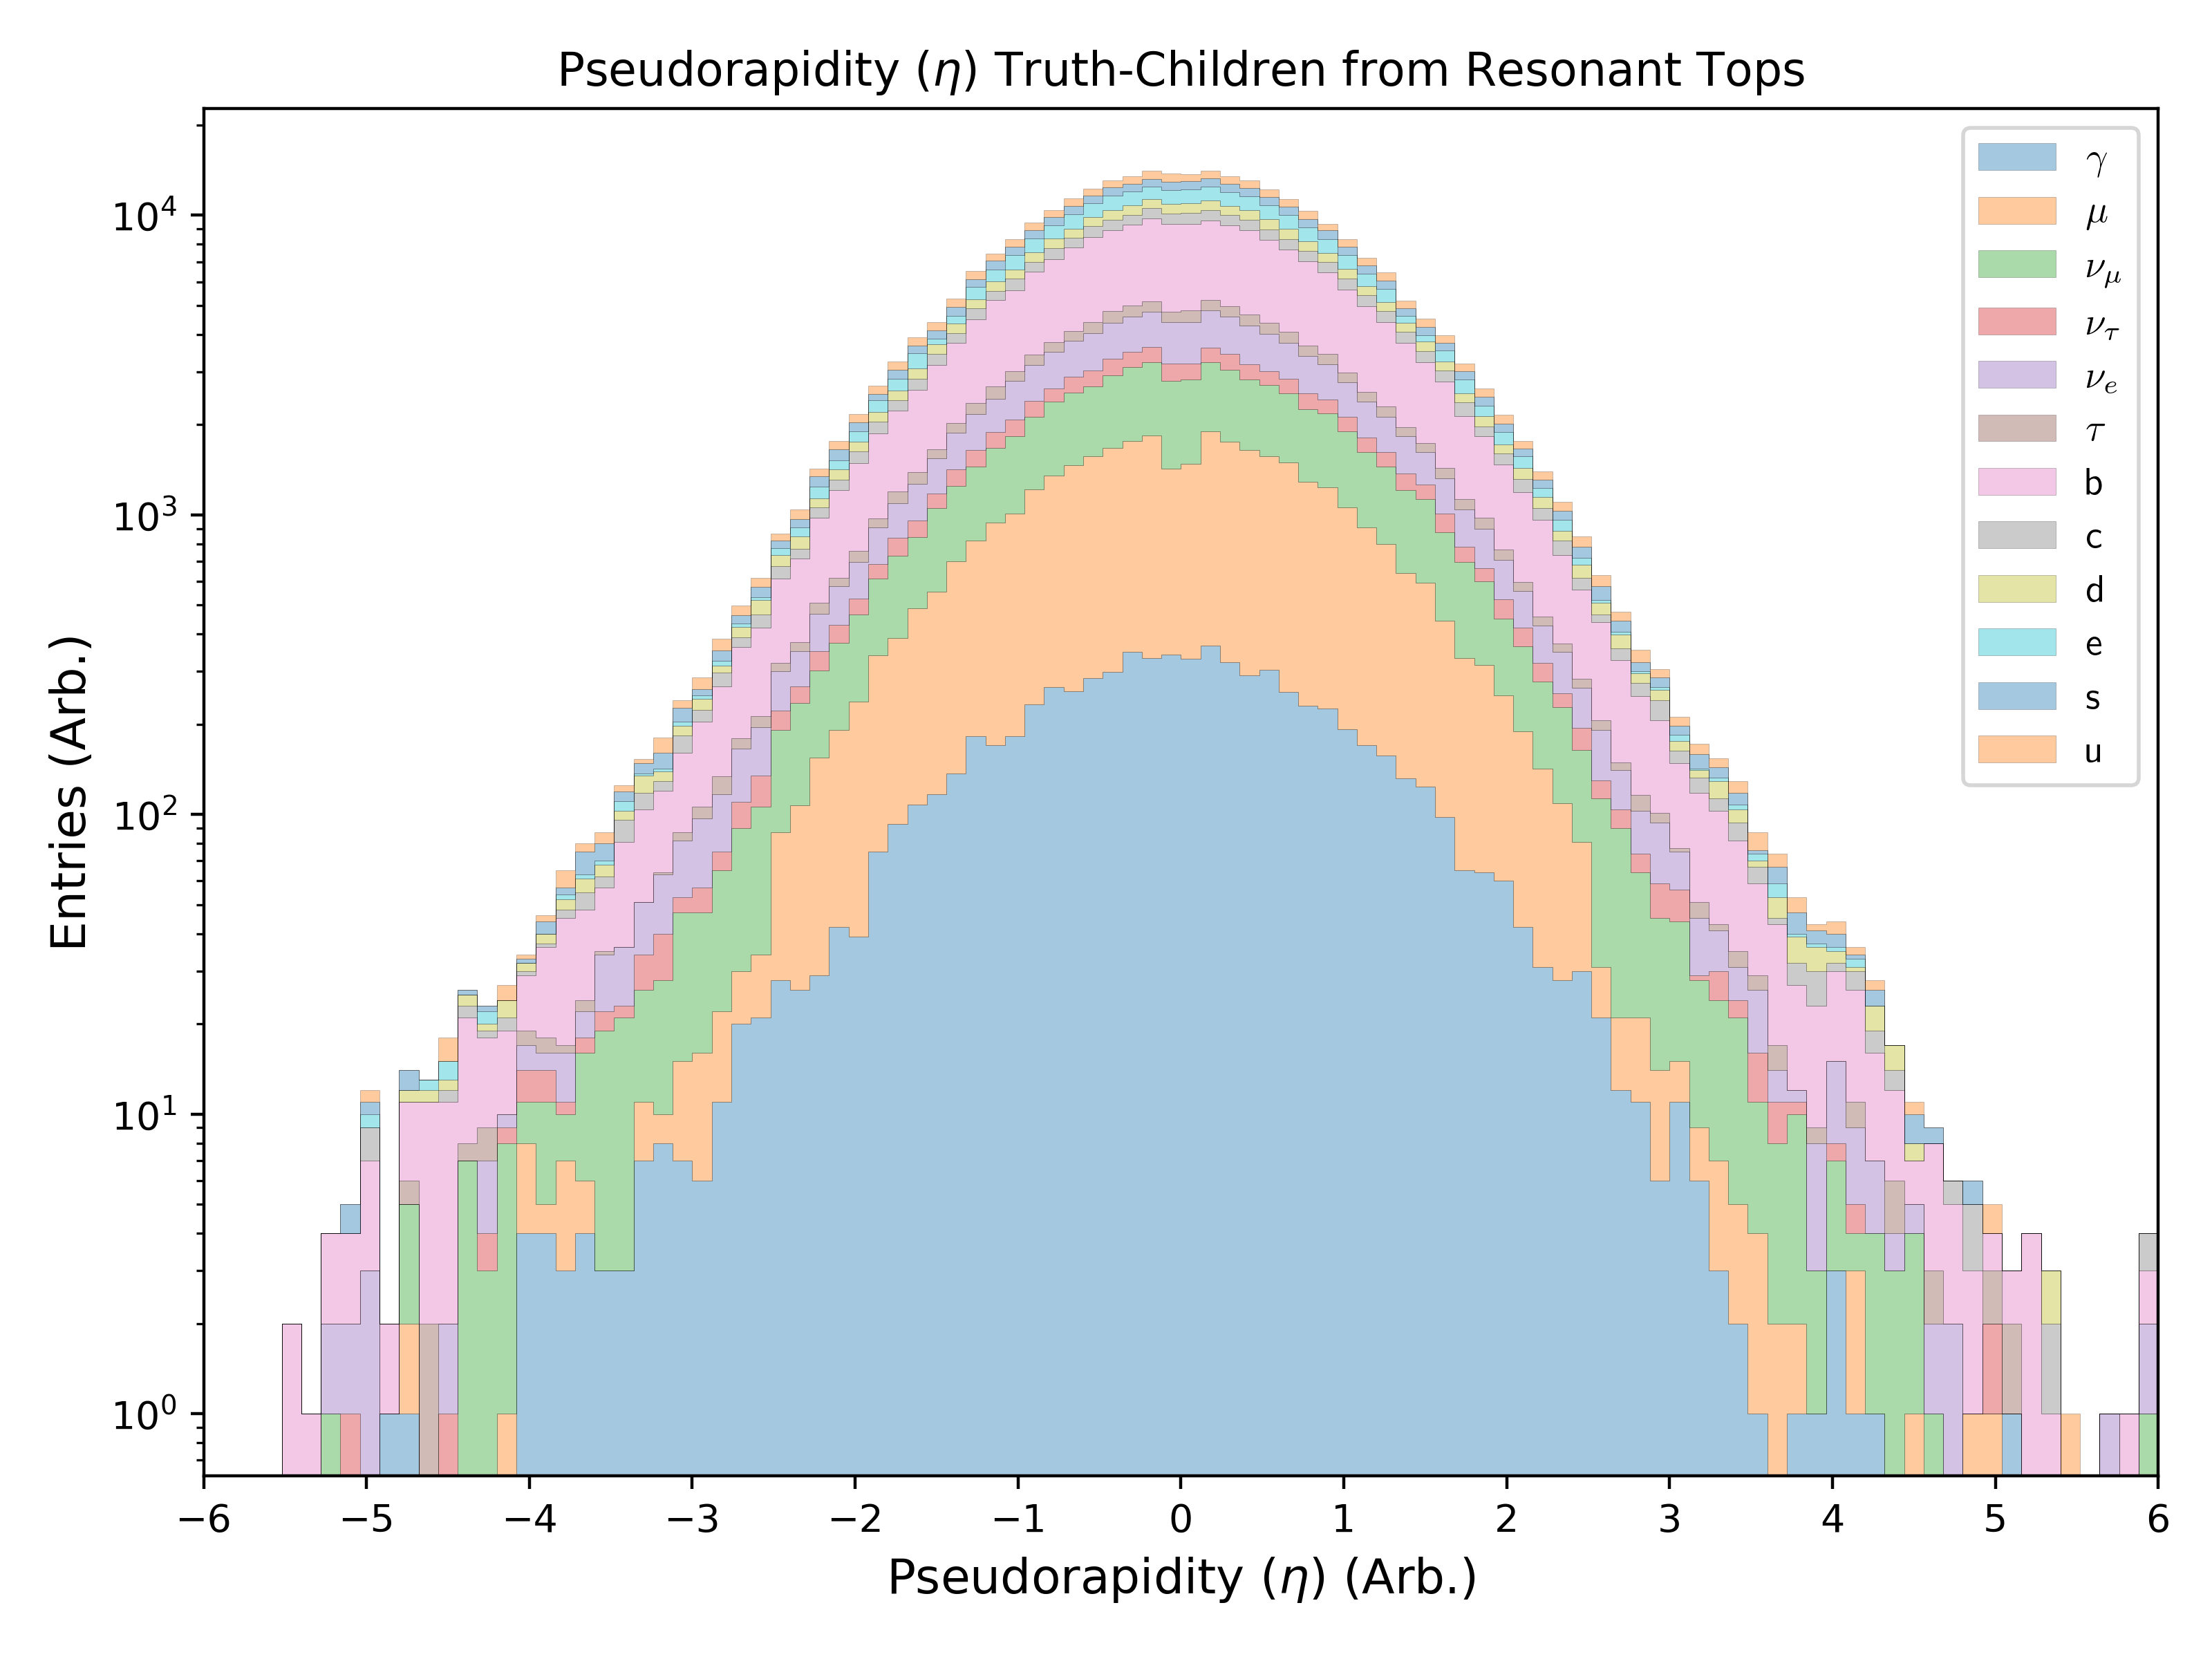 Pseudorapidity (η) Truth-Children from Resonant Tops
Entries (Arb.)
10⁴
10³
10²
10¹
10⁰
−6 −5 −4 −3 −2 −1 0 1 2 3 4 5 6
Pseudorapidity (η) (Arb.)
γ
μ
ν_μ
ν_τ
ν_e
τ
b
c
d
e
s
u